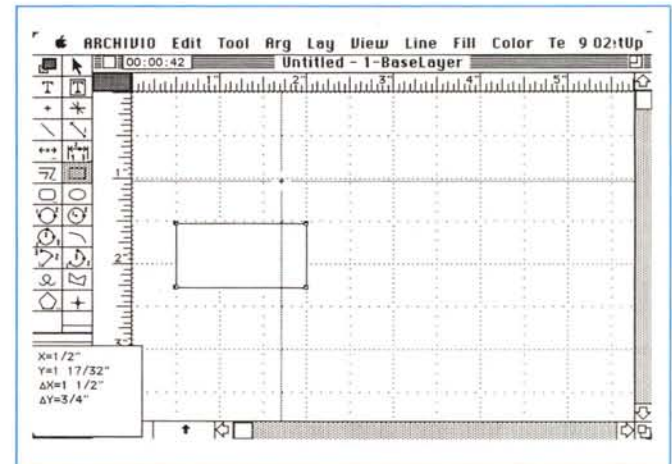 ARCHIVIO Edit Tool Arg Lay View Line Fill Color Te 9 02:tUp
00:00:42 Untitled - 1-BaseLayer
T T
1" 2" 3" 4" 5"
1"
2"
3"
X=1/2"
Y=1 17/32"
ΔX=1 1/2"
ΔY=3/4"